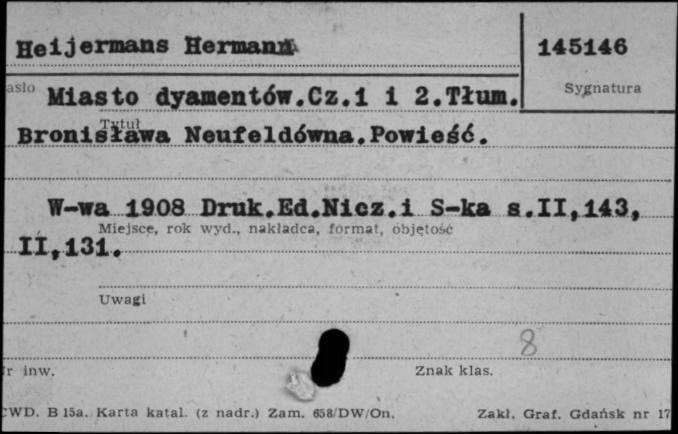 Heijermans Hermann
145146
asło
Sygnatura
Miasto dyamentów.Cz.1 i 2.Tłum.
Tytuł
Bronisława Neufeldówna.Powieść.
W-wa 1908 Druk.Ed.Nicz.i S-ka s.II,143,
Miejsce, rok wyd., nakładca, format, objętość
II,131.
Uwagi
8
r inw.
Znak klas.
CWD. B 15a. Karta katal. (z nadr.) Zam. 658/DW/On.
Zakł. Graf. Gdańsk nr 17